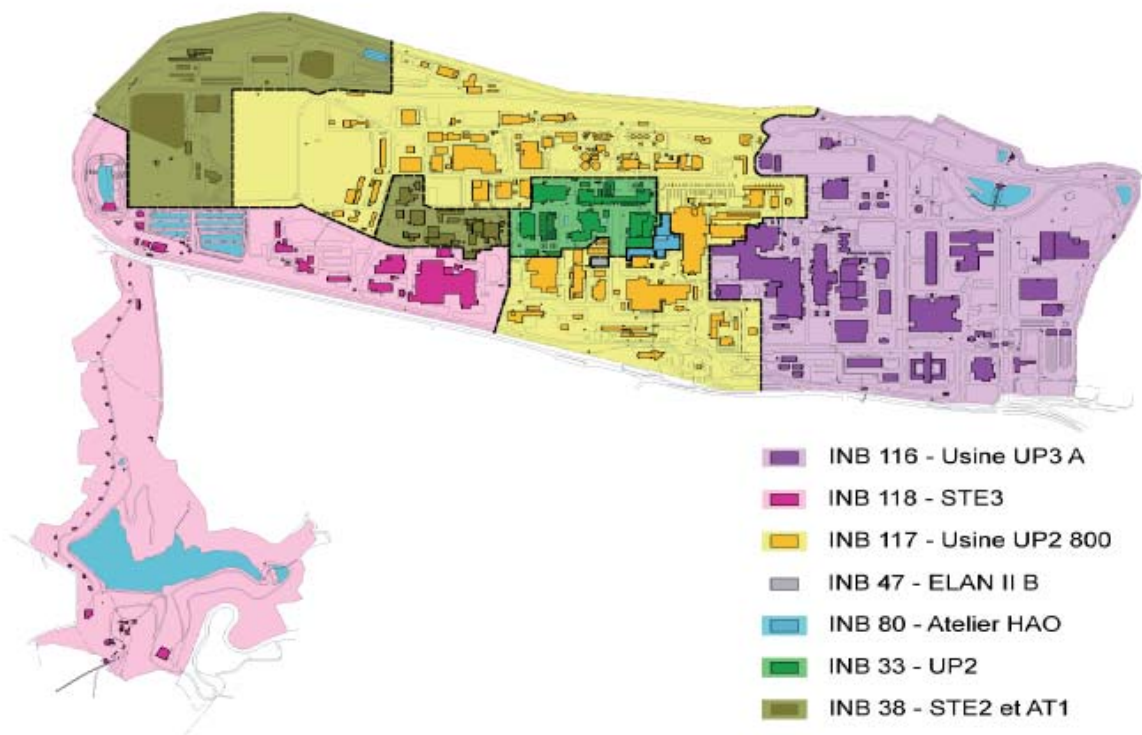 INB 116 - Usine UP3 A
INB 118 - STE3
INB 117 - Usine UP2 800
INB 47 - ELAN II B
INB 80 - Atelier HAO
INB 33 - UP2
INB 38 - STE2 et AT1